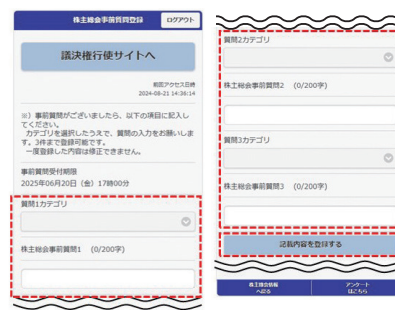 株主総会事前質問登録
ログアウト
議決権行使サイトへ
前回アクセス日時
2024-08-21 14:36:14
※）事前質問がございましたら、以下の項目に記入し
てください。
カテゴリを選択したうえで、質問の入力をお願いしま
す。3件まで登録可能です。
一度登録した内容は修正できません。
事前質問受付期限
2025年06月20日（金）17時00分
質問1カテゴリ
株主総会事前質問1 （0/200字）
質問2カテゴリ
株主総会事前質問2 （0/200字）
質問3カテゴリ
株主総会事前質問3 （0/200字）
記載内容を登録する
株主総会情報
へ戻る
アンケート
はこちら